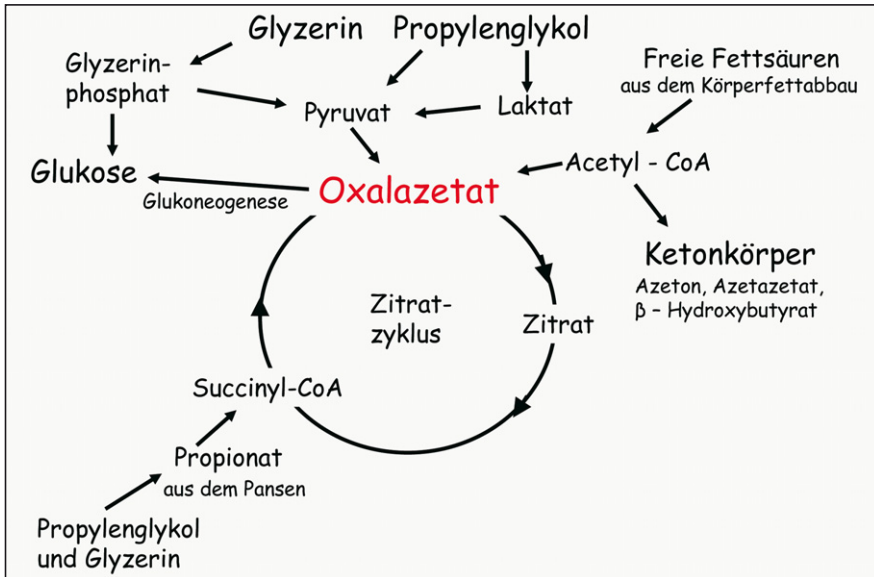 Glyzerin
Propylenglykol
Glyzerin-
phosphat
Freie Fettsäuren
aus dem Körperfettabbau
Pyruvat
Laktat
Glukose
Oxalazetat
Acetyl - CoA
Glukoneogenese
Ketonkörper
Azeton, Azetazetat,
β - Hydroxybutyrat
Zitrat-
zyklus
Zitrat
Succinyl-CoA
Propionat
aus dem Pansen
Propylenglykol
und Glyzerin